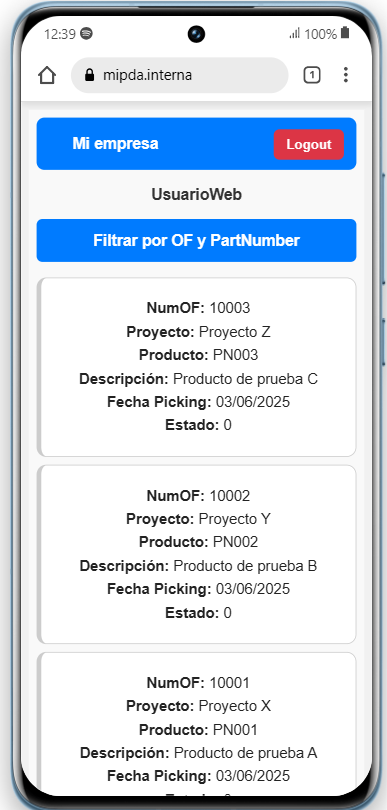 12:39 100%
mipda.interna 1
Mi empresa Logout
UsuarioWeb
Filtrar por OF y PartNumber
NumOF: 10003
Proyecto: Proyecto Z
Producto: PN003
Descripción: Producto de prueba C
Fecha Picking: 03/06/2025
Estado: 0
NumOF: 10002
Proyecto: Proyecto Y
Producto: PN002
Descripción: Producto de prueba B
Fecha Picking: 03/06/2025
Estado: 0
NumOF: 10001
Proyecto: Proyecto X
Producto: PN001
Descripción: Producto de prueba A
Fecha Picking: 03/06/2025